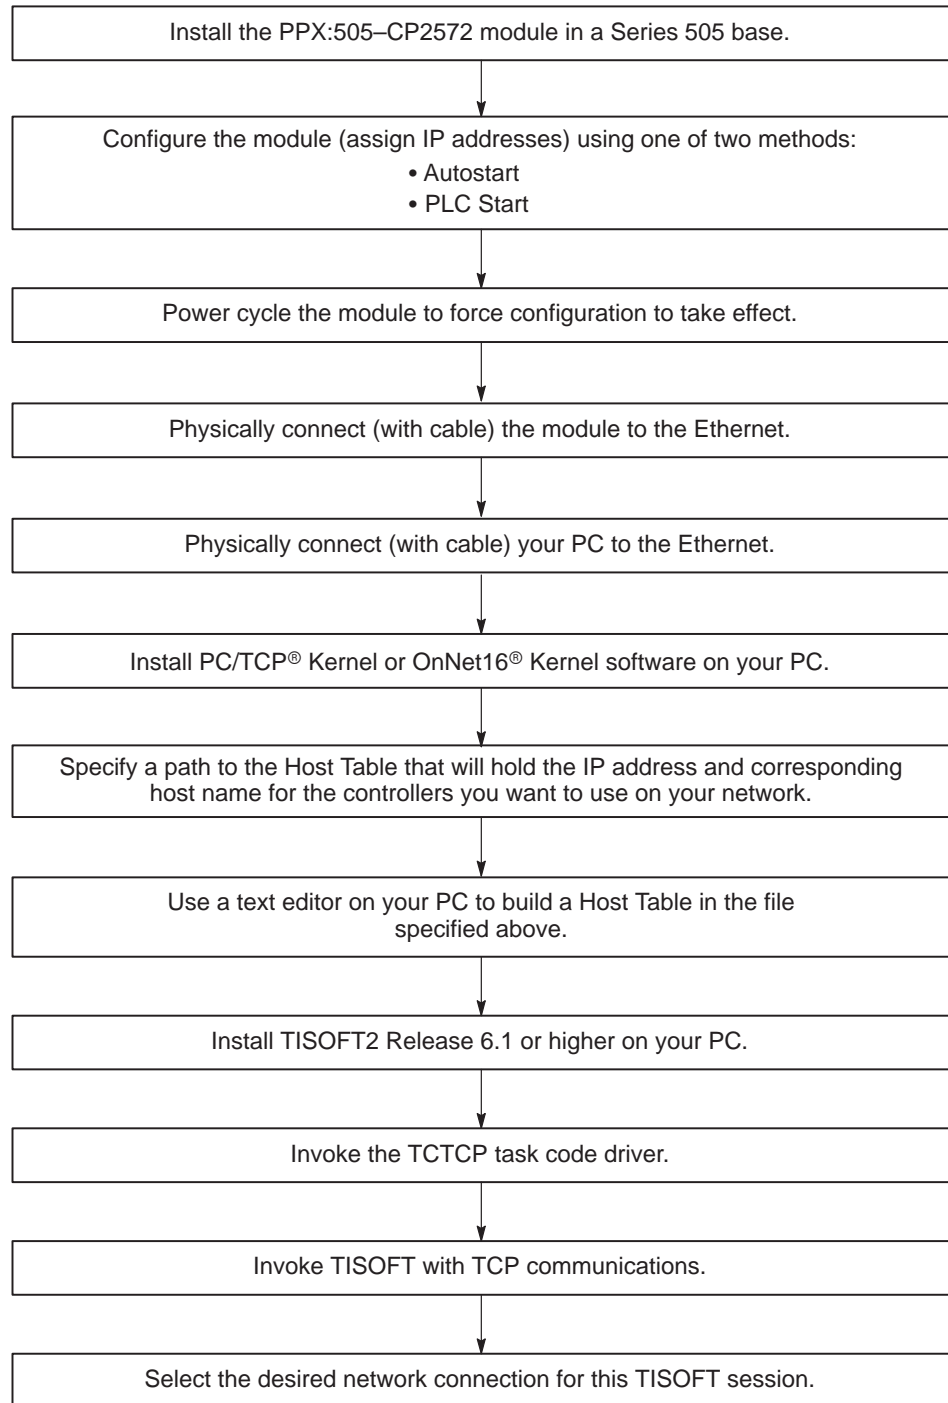 Install the PPX:505–CP2572 module in a Series 505 base.
Configure the module (assign IP addresses) using one of two methods:
• Autostart
• PLC Start
Power cycle the module to force configuration to take effect.
Physically connect (with cable) the module to the Ethernet.
Physically connect (with cable) your PC to the Ethernet.
Install PC/TCP® Kernel or OnNet16® Kernel software on your PC.
Specify a path to the Host Table that will hold the IP address and corresponding
host name for the controllers you want to use on your network.
Use a text editor on your PC to build a Host Table in the file
specified above.
Install TISOFT2 Release 6.1 or higher on your PC.
Invoke the TCTCP task code driver.
Invoke TISOFT with TCP communications.
Select the desired network connection for this TISOFT session.